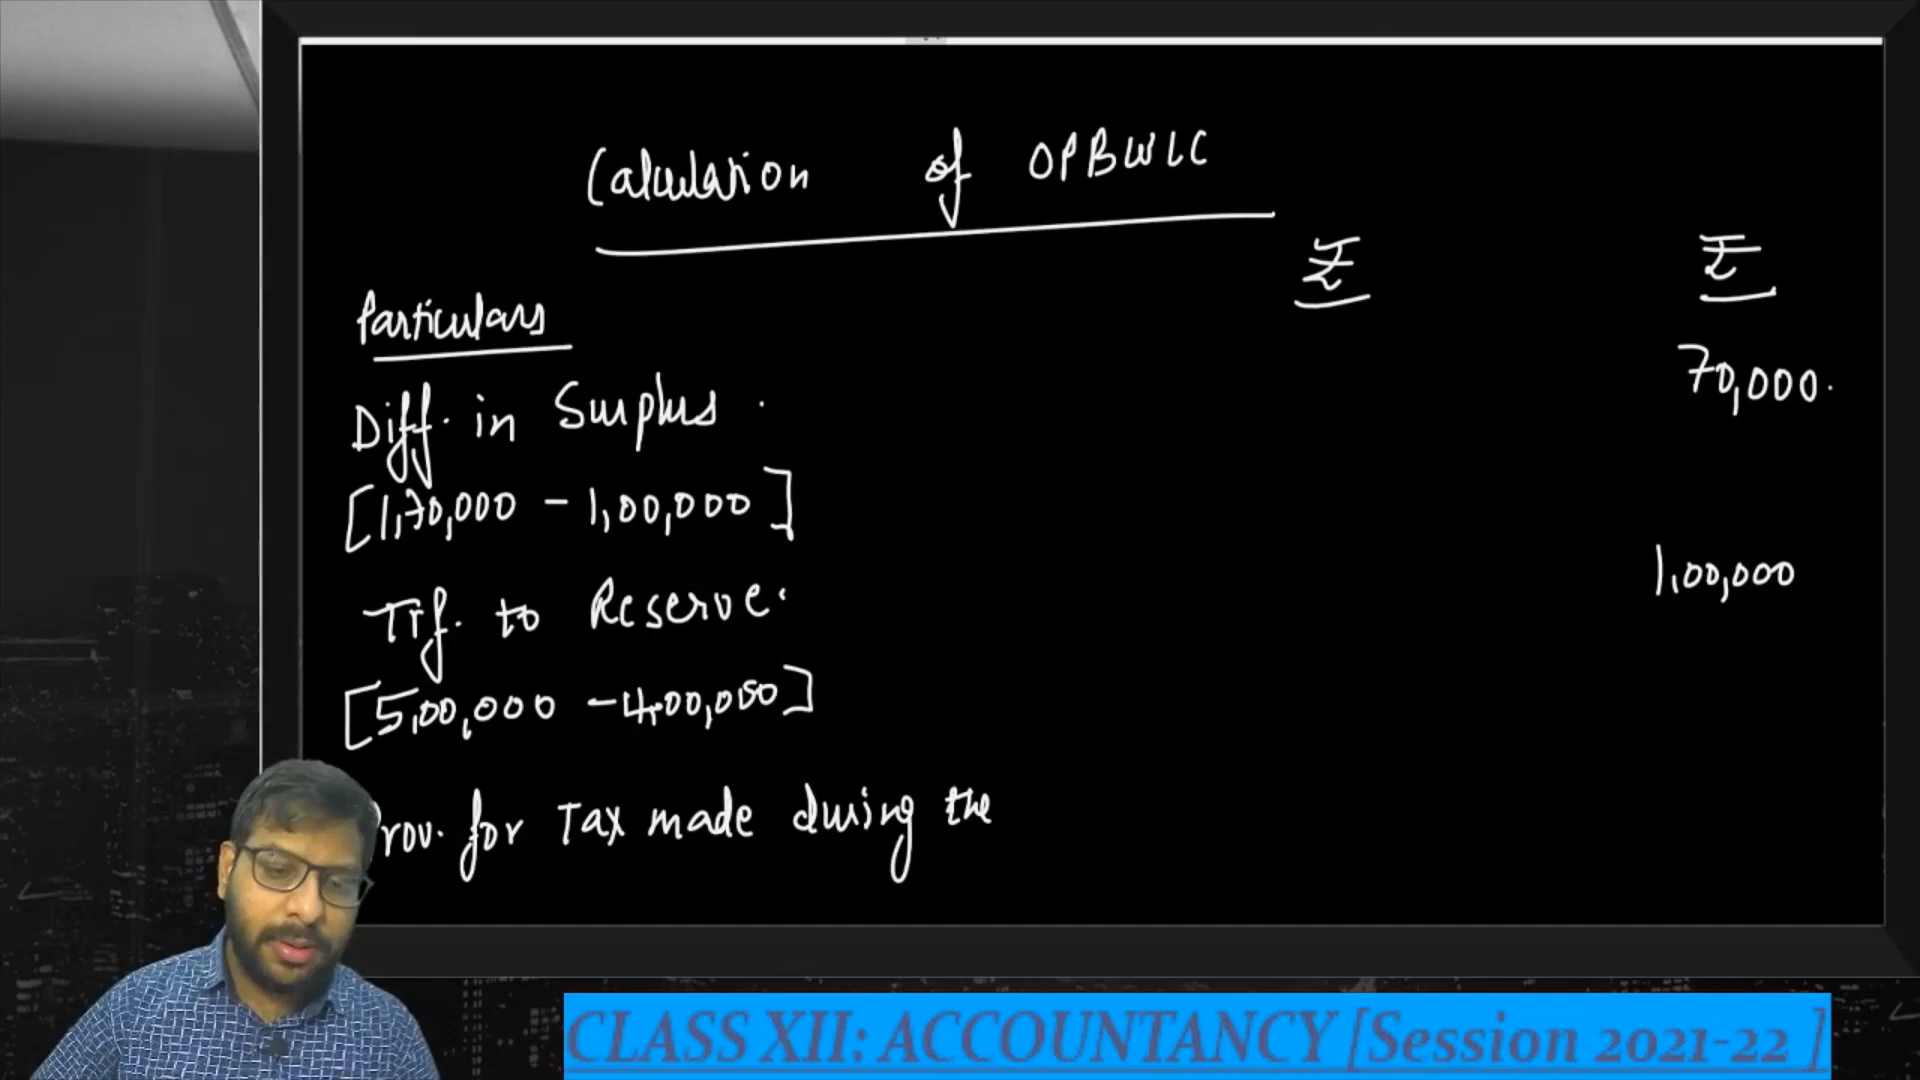 Calculation of OPBWLC
₹ ₹
Particulars
Diff. in Surplus. 70,000.
[1,70,000 - 1,00,000]
Trf. to Reserve. 1,00,000
[5,00,000 - 4,00,000]
rov. for Tax made during the
CLASS XII: ACCOUNTANCY [Session 2021-22 ]